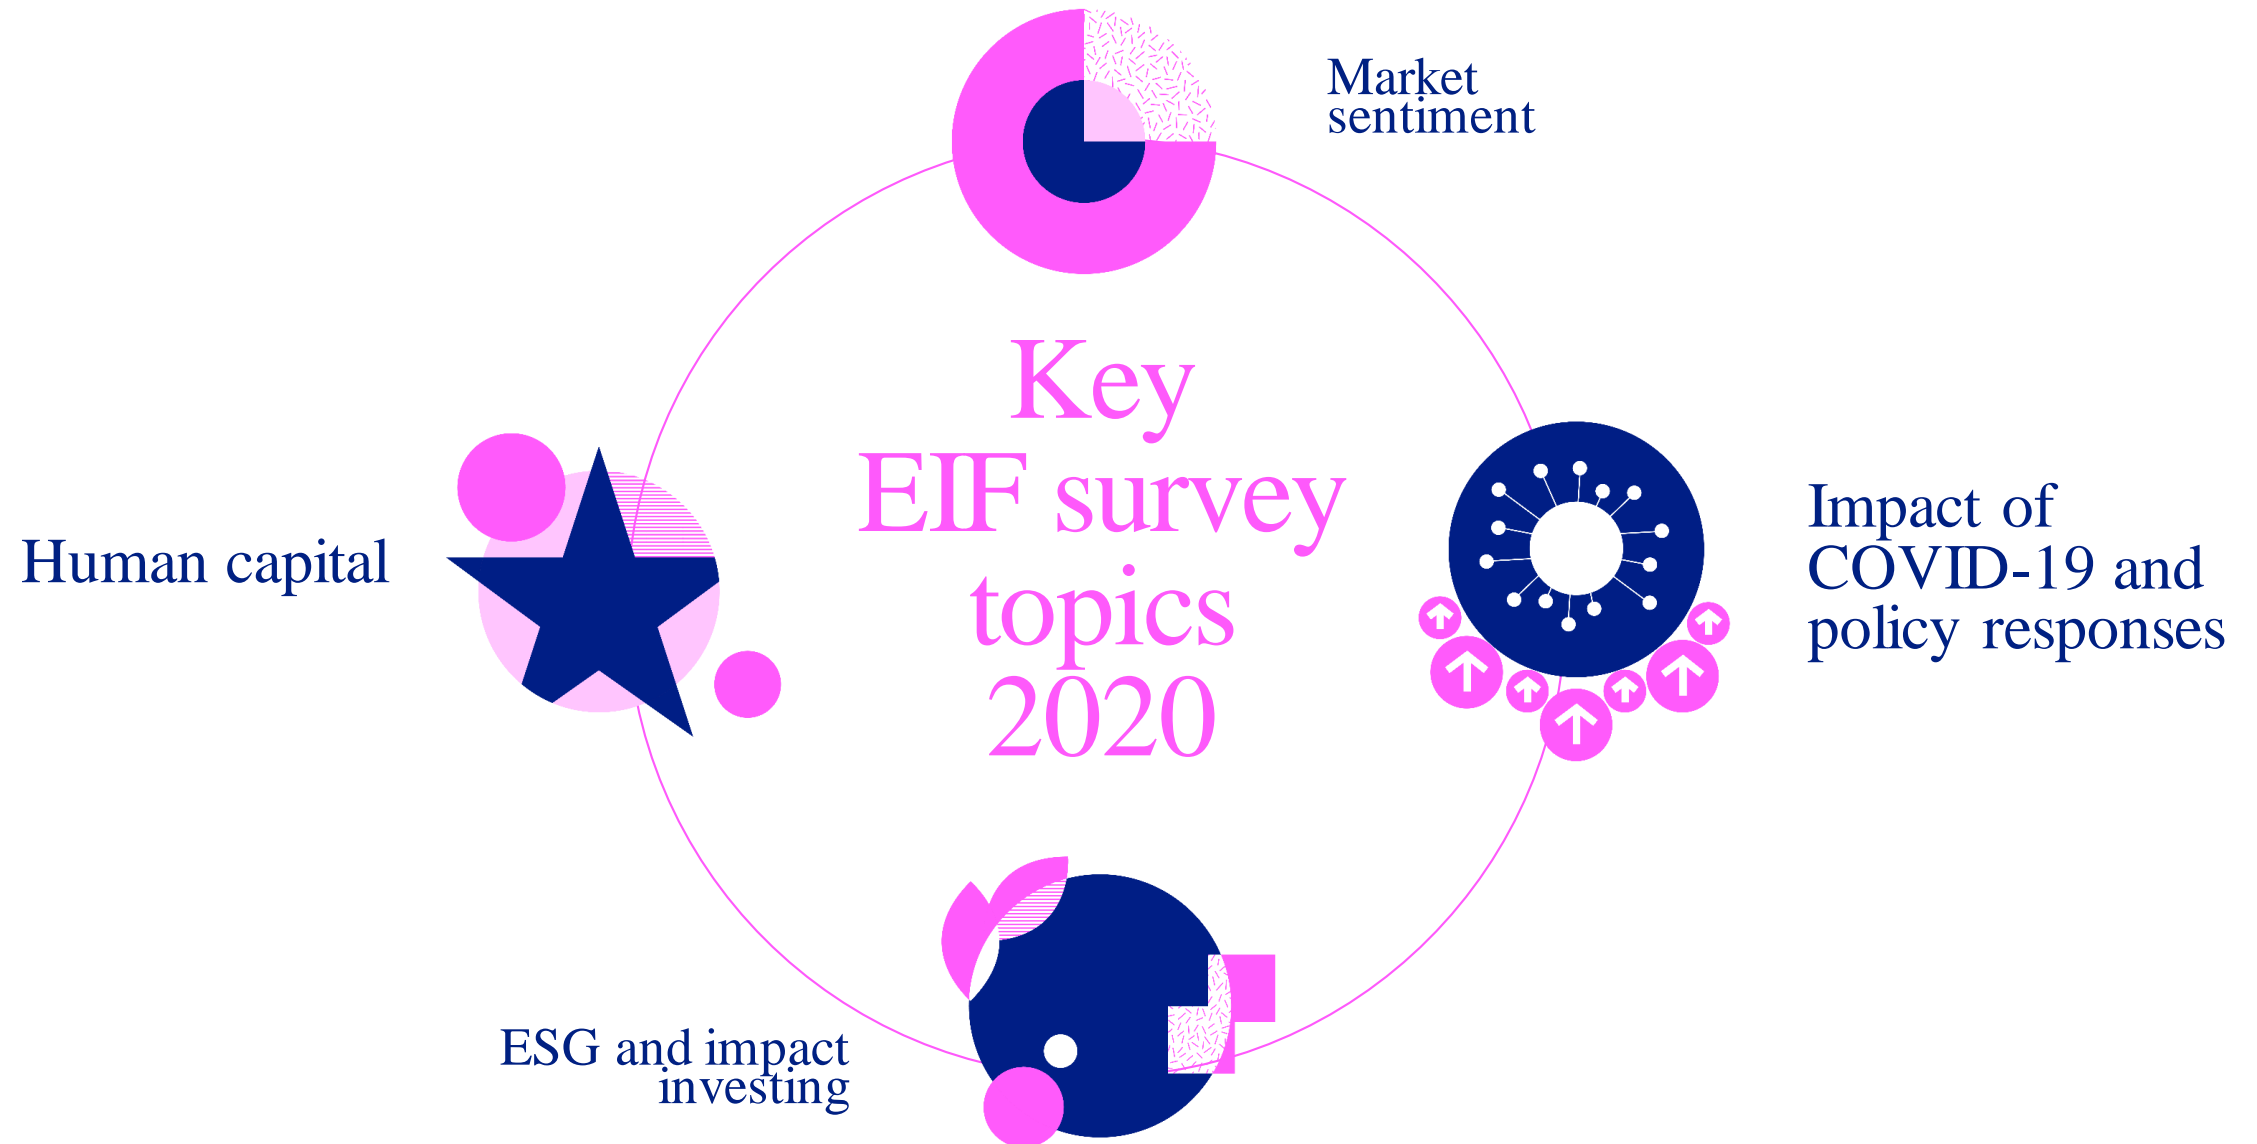 Market
sentiment
Key
EIF survey
topics
2020
Impact of
COVID-19 and
policy responses
Human capital
ESG and impact
investing